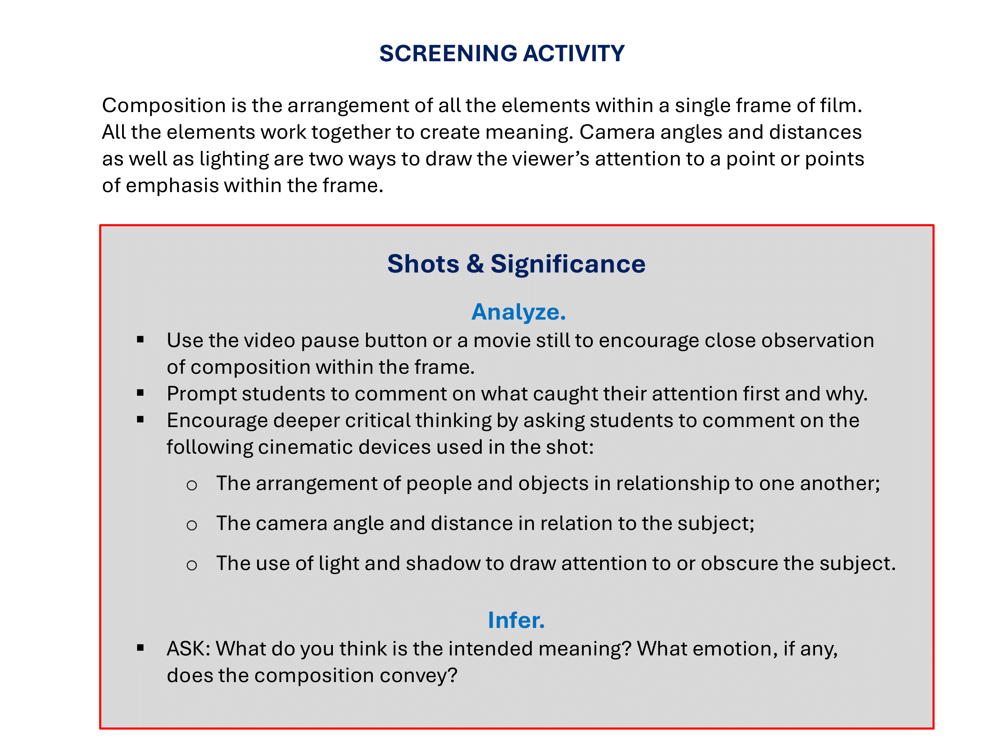 SCREENING ACTIVITY
Composition is the arrangement of all the elements within a single frame of film.
All the elements work together to create meaning. Camera angles and distances
as well as lighting are two ways to draw the viewer’s attention to a point or points
of emphasis within the frame.
Shots & Significance
Analyze.
▪ Use the video pause button or a movie still to encourage close observation
of composition within the frame.
▪ Prompt students to comment on what caught their attention first and why.
▪ Encourage deeper critical thinking by asking students to comment on the
following cinematic devices used in the shot:
o The arrangement of people and objects in relationship to one another;
o The camera angle and distance in relation to the subject;
o The use of light and shadow to draw attention to or obscure the subject.
Infer.
▪ ASK: What do you think is the intended meaning? What emotion, if any,
does the composition convey?